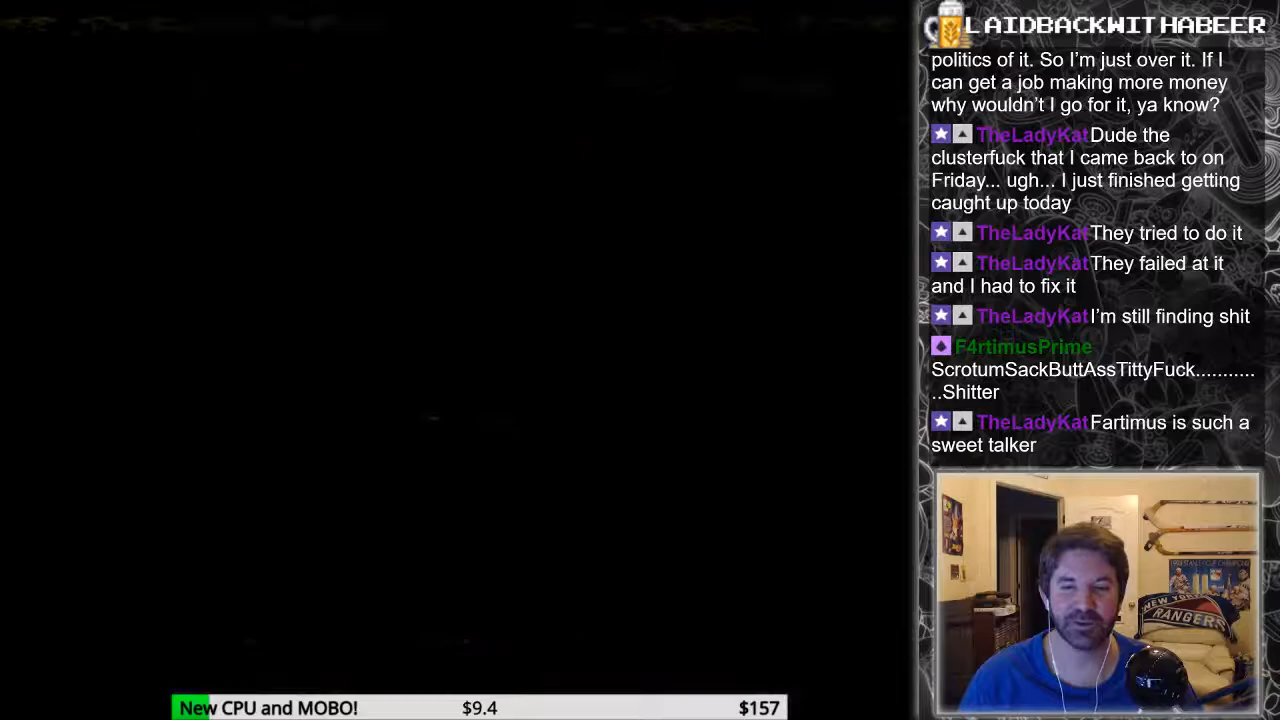 LAIDBACKWITHABEER
politics of it. So I’m just over it. If I
can get a job making more money
why wouldn’t I go for it, ya know?
TheLadyKat Dude the
clusterfuck that I came back to on
Friday... ugh... I just finished getting
caught up today
TheLadyKat They tried to do it
TheLadyKat They failed at it
and I had to fix it
TheLadyKat I’m still finding shit
F4rtimusPrime
ScrotumSackButtAssTittyFuck...........
..Shitter
TheLadyKat Fartimus is such a
sweet talker
NEW YORK
RANGERS
New CPU and MOBO! $9.4 $157